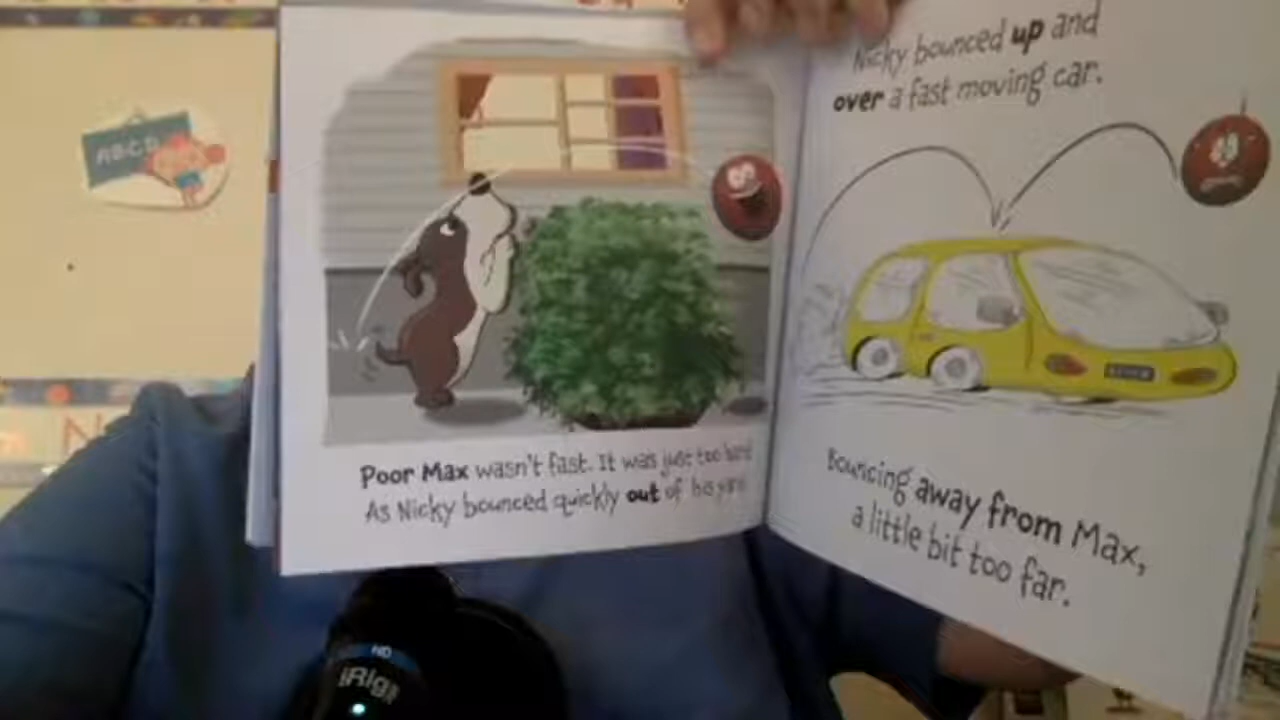 ABCD
Poor Max wasn't fast. It was just too hard
As Nicky bounced quickly out of his yard
Nicky bounced up and
over a fast moving car.
Bouncing away from Max,
a little bit too far.
iRig